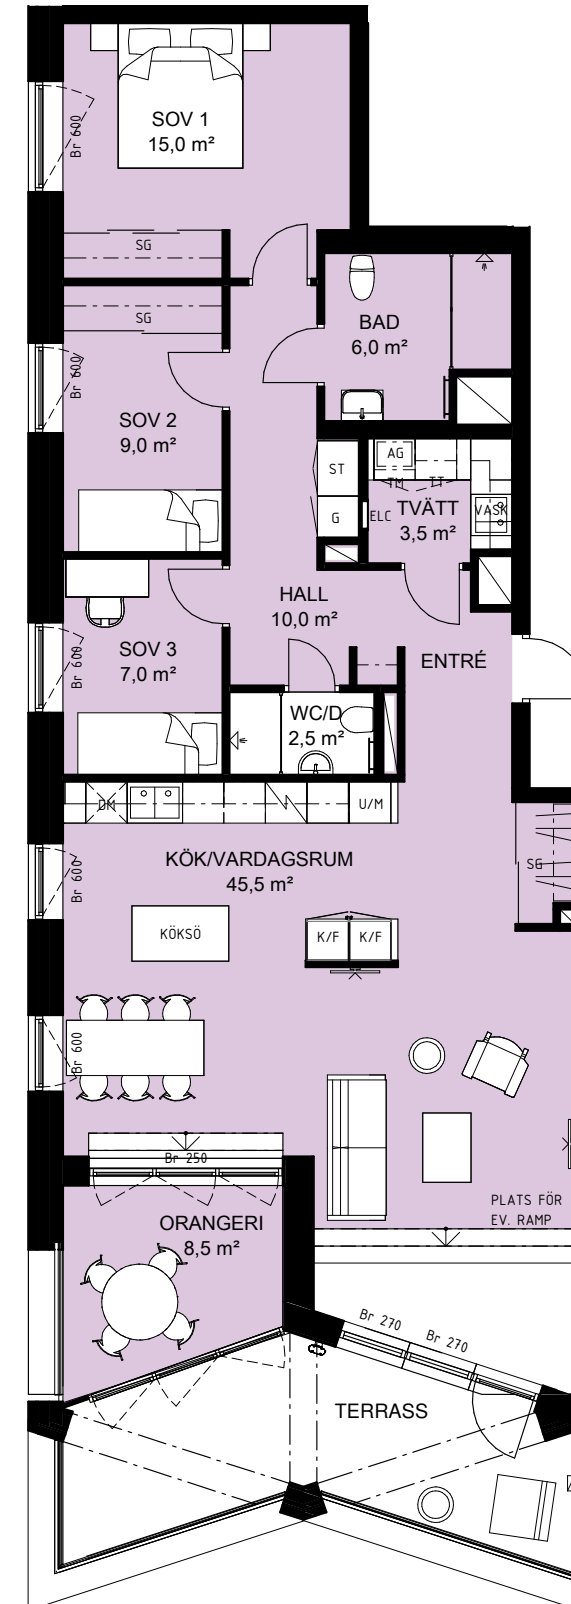 SOV 1
15,0 m²
Br 600
SG
SG
BAD
6,0 m²
Br 600
SOV 2
9,0 m²
ST
AG
TM
TT
G
ELC
TVÄTT
3,5 m²
VASK
HALL
10,0 m²
SOV 3
7,0 m²
Br 600
ENTRÉ
WC/D
2,5 m²
DM
U/M
KÖK/VARDAGSRUM
45,5 m²
Br 600
SG
KÖKSÖ
K/F
K/F
Br 600
Br 250
PLATS FÖR
EV. RAMP
ORANGERI
8,5 m²
Br 270
Br 270
TERRASS